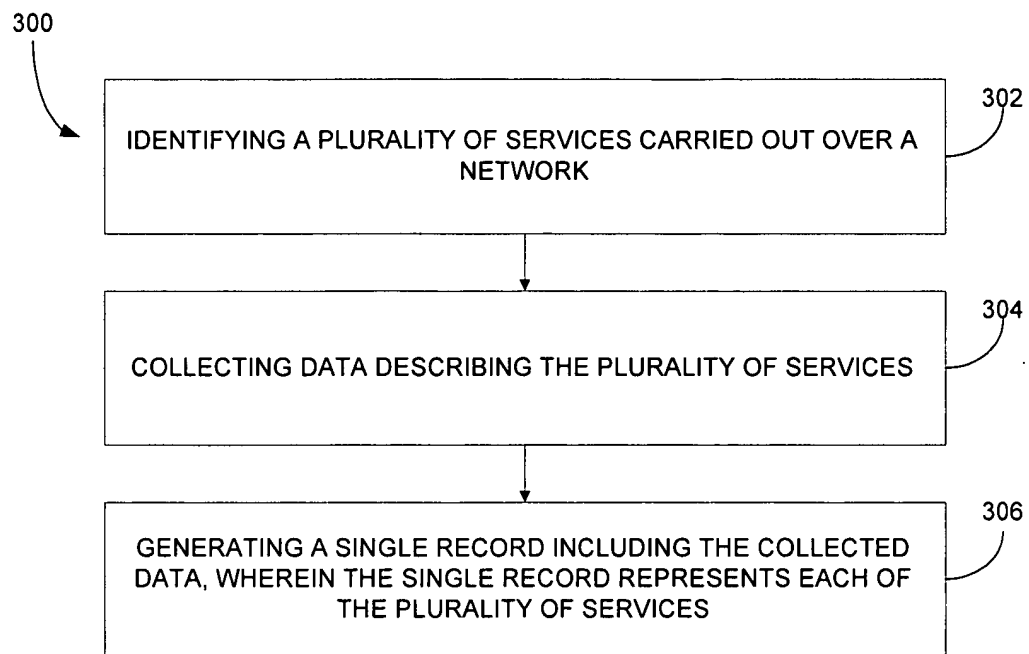 300
302
IDENTIFYING A PLURALITY OF SERVICES CARRIED OUT OVER A
NETWORK
304
COLLECTING DATA DESCRIBING THE PLURALITY OF SERVICES
306
GENERATING A SINGLE RECORD INCLUDING THE COLLECTED
DATA, WHEREIN THE SINGLE RECORD REPRESENTS EACH OF
THE PLURALITY OF SERVICES